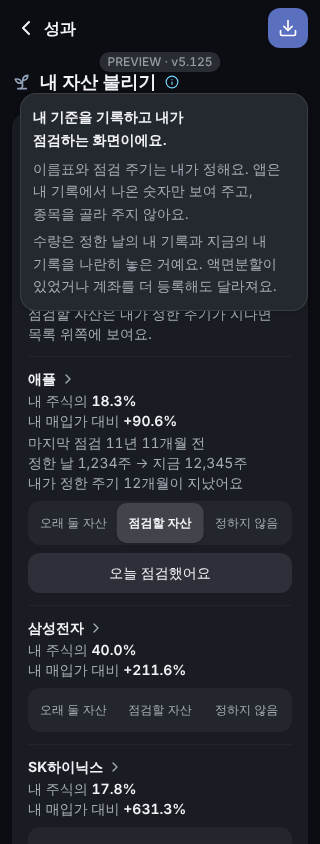 성과
PREVIEW · v5.125
내 자산 불리기
내 기준을 기록하고 내가
점검하는 화면이에요.
이름표와 점검 주기는 내가 정해요. 앱은
내 기록에서 나온 숫자만 보여 주고,
종목을 골라 주지 않아요.
수량은 정한 날의 내 기록과 지금의 내
기록을 나란히 놓은 거예요. 액면분할이
있었거나 계좌를 더 등록해도 달라져요.
점검할 자산은 내가 정한 주기가 지나면
목록 위쪽에 보여요.
애플
내 주식의 18.3%
내 매입가 대비 +90.6%
마지막 점검 11년 11개월 전
정한 날 1,234주 → 지금 12,345주
내가 정한 주기 12개월이 지났어요
오래 둘 자산 점검할 자산 정하지 않음
오늘 점검했어요
삼성전자
내 주식의 40.0%
내 매입가 대비 +211.6%
오래 둘 자산 점검할 자산 정하지 않음
SK하이닉스
내 주식의 17.8%
내 매입가 대비 +631.3%